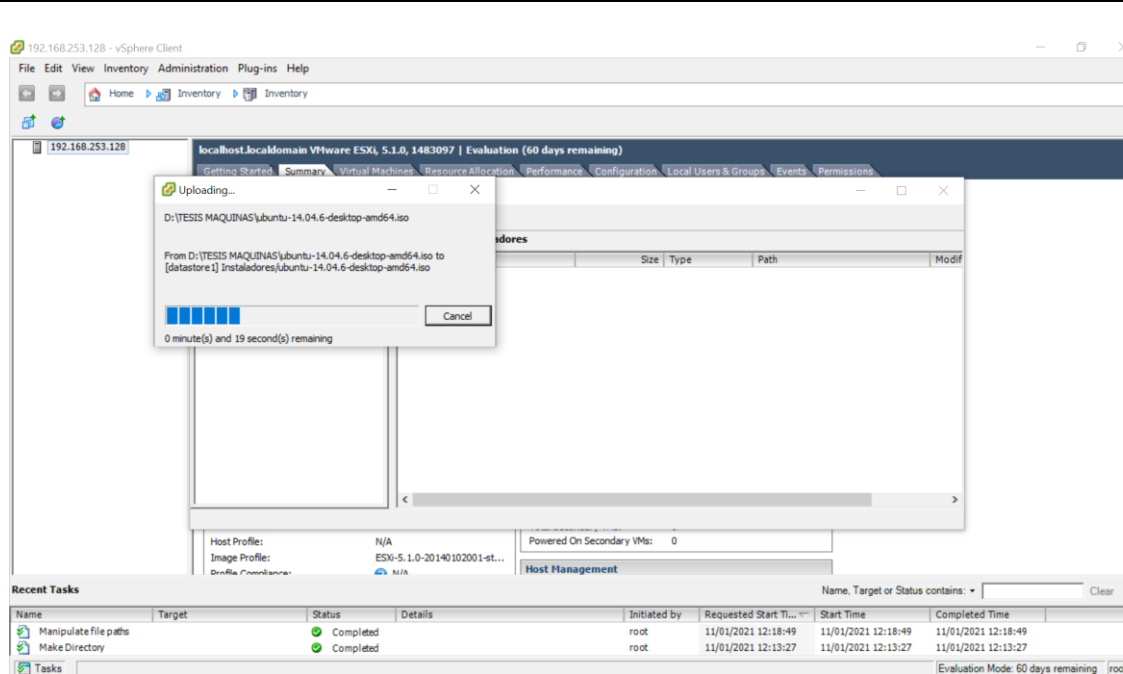 192.168.253.128 - vSphere Client
File Edit View Inventory Administration Plug-ins Help
Home Inventory Inventory
192.168.253.128
localhost.localdomain VMware ESXi, 5.1.0, 1483097 | Evaluation (60 days remaining)
Getting Started Summary Virtual Machines Resource Allocation Performance Configuration Local Users & Groups Events Permissions
Uploading...
D:\TESIS MAQUINAS\ubuntu-14.04.6-desktop-amd64.iso
adores
From D:\TESIS MAQUINAS\ubuntu-14.04.6-desktop-amd64.iso to
[datastore1] Instaladores/ubuntu-14.04.6-desktop-amd64.iso
Size Type Path Modif
Cancel
0 minute(s) and 19 second(s) remaining
Host Profile: N/A
Powered On Secondary VMs: 0
Image Profile: ESXi-5.1.0-20140102001-st...
Profile Compliance: N/A
Host Management
Recent Tasks
Name, Target or Status contains: Clear
Name Target Status Details Initiated by Requested Start Ti... Start Time Completed Time
Manipulate file paths Completed root 11/01/2021 12:18:49 11/01/2021 12:18:49 11/01/2021 12:18:49
Make Directory Completed root 11/01/2021 12:13:27 11/01/2021 12:13:27 11/01/2021 12:13:27
Tasks Evaluation Mode: 60 days remaining roo